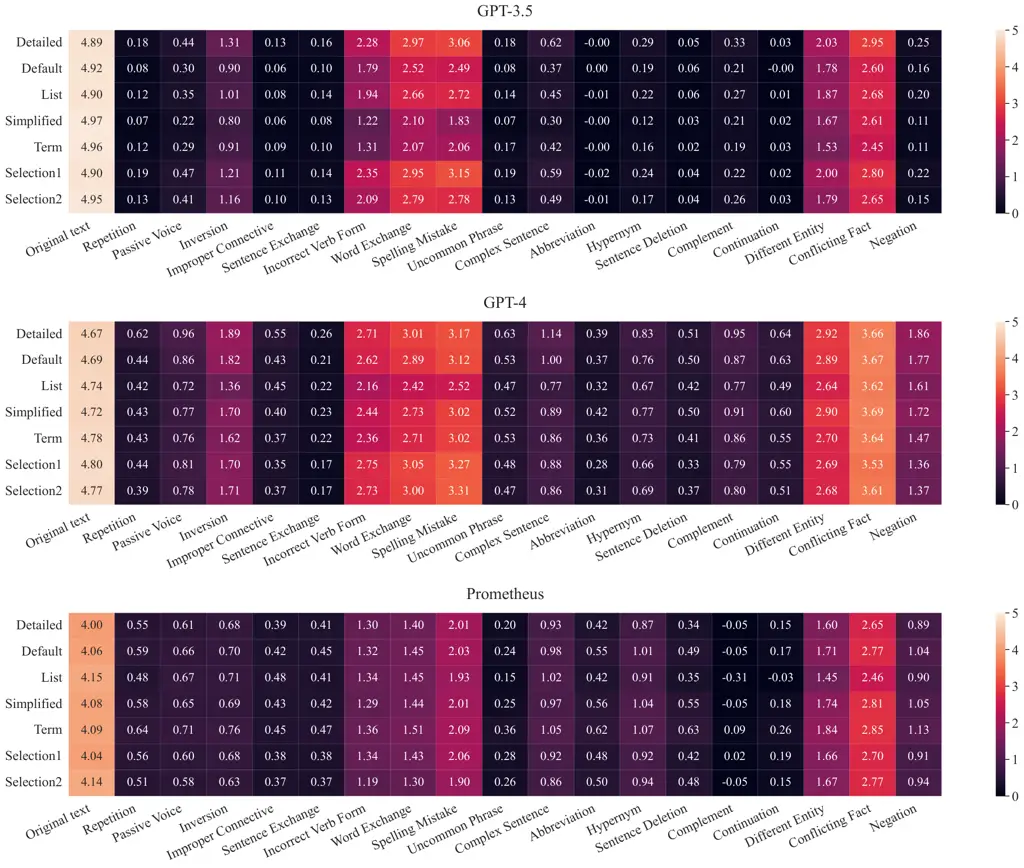 GPT-3.5
Detailed 4.89 0.18 0.44 1.31 0.13 0.16 2.28 2.97 3.06 0.18 0.62 -0.00 0.29 0.05 0.33 0.03 2.03 2.95 0.25
Default 4.92 0.08 0.30 0.90 0.06 0.10 1.79 2.52 2.49 0.08 0.37 0.00 0.19 0.06 0.21 -0.00 1.78 2.60 0.16
List 4.90 0.12 0.35 1.01 0.08 0.14 1.94 2.66 2.72 0.14 0.45 -0.01 0.22 0.06 0.27 0.01 1.87 2.68 0.20
Simplified 4.97 0.07 0.22 0.80 0.06 0.08 1.22 2.10 1.83 0.07 0.30 -0.00 0.12 0.03 0.21 0.02 1.67 2.61 0.11
Term 4.96 0.12 0.29 0.91 0.09 0.10 1.31 2.07 2.06 0.17 0.42 -0.00 0.16 0.02 0.19 0.03 1.53 2.45 0.11
Selection1 4.90 0.19 0.47 1.21 0.11 0.14 2.35 2.95 3.15 0.19 0.59 -0.02 0.24 0.04 0.22 0.02 2.00 2.80 0.22
Selection2 4.95 0.13 0.41 1.16 0.10 0.13 2.09 2.79 2.78 0.13 0.49 -0.01 0.17 0.04 0.26 0.03 1.79 2.65 0.15
Original text Repetition Passive Voice Inversion Improper Connective Sentence Exchange Incorrect Verb Form Word Exchange Spelling Mistake Uncommon Phrase Complex Sentence Abbreviation Hypernym Sentence Deletion Complement Continuation Different Entity Conflicting Fact Negation
5
4
3
2
1
0
GPT-4
Detailed 4.67 0.62 0.96 1.89 0.55 0.26 2.71 3.01 3.17 0.63 1.14 0.39 0.83 0.51 0.95 0.64 2.92 3.66 1.86
Default 4.69 0.44 0.86 1.82 0.43 0.21 2.62 2.89 3.12 0.53 1.00 0.37 0.76 0.50 0.87 0.63 2.89 3.67 1.77
List 4.74 0.42 0.72 1.36 0.45 0.22 2.16 2.42 2.52 0.47 0.77 0.32 0.67 0.42 0.77 0.49 2.64 3.62 1.61
Simplified 4.72 0.43 0.77 1.70 0.40 0.23 2.44 2.73 3.02 0.52 0.89 0.42 0.77 0.50 0.91 0.60 2.90 3.69 1.72
Term 4.78 0.43 0.76 1.62 0.37 0.22 2.36 2.71 3.02 0.53 0.86 0.36 0.73 0.41 0.86 0.55 2.70 3.64 1.47
Selection1 4.80 0.44 0.81 1.70 0.35 0.17 2.75 3.05 3.27 0.48 0.88 0.28 0.66 0.33 0.79 0.55 2.69 3.53 1.36
Selection2 4.77 0.39 0.78 1.71 0.37 0.17 2.73 3.00 3.31 0.47 0.86 0.31 0.69 0.37 0.80 0.51 2.68 3.61 1.37
Original text Repetition Passive Voice Inversion Improper Connective Sentence Exchange Incorrect Verb Form Word Exchange Spelling Mistake Uncommon Phrase Complex Sentence Abbreviation Hypernym Sentence Deletion Complement Continuation Different Entity Conflicting Fact Negation
5
4
3
2
1
0
Prometheus
Detailed 4.00 0.55 0.61 0.68 0.39 0.41 1.30 1.40 2.01 0.20 0.93 0.42 0.87 0.34 -0.05 0.15 1.60 2.65 0.89
Default 4.06 0.59 0.66 0.70 0.42 0.45 1.32 1.45 2.03 0.24 0.98 0.55 1.01 0.49 -0.05 0.17 1.71 2.77 1.04
List 4.15 0.48 0.67 0.71 0.48 0.41 1.34 1.45 1.93 0.15 1.02 0.42 0.91 0.35 -0.31 -0.03 1.45 2.46 0.90
Simplified 4.08 0.58 0.65 0.69 0.43 0.42 1.29 1.44 2.01 0.25 0.97 0.56 1.04 0.55 -0.05 0.18 1.74 2.81 1.05
Term 4.09 0.64 0.71 0.76 0.45 0.47 1.36 1.51 2.09 0.36 1.05 0.62 1.07 0.63 0.09 0.26 1.84 2.85 1.13
Selection1 4.04 0.56 0.60 0.68 0.38 0.38 1.34 1.43 2.06 0.28 0.92 0.48 0.92 0.42 0.02 0.19 1.66 2.70 0.91
Selection2 4.14 0.51 0.58 0.63 0.37 0.37 1.19 1.30 1.90 0.26 0.86 0.50 0.94 0.48 -0.05 0.15 1.67 2.77 0.94
Original text Repetition Passive Voice Inversion Improper Connective Sentence Exchange Incorrect Verb Form Word Exchange Spelling Mistake Uncommon Phrase Complex Sentence Abbreviation Hypernym Sentence Deletion Complement Continuation Different Entity Conflicting Fact Negation
5
4
3
2
1
0